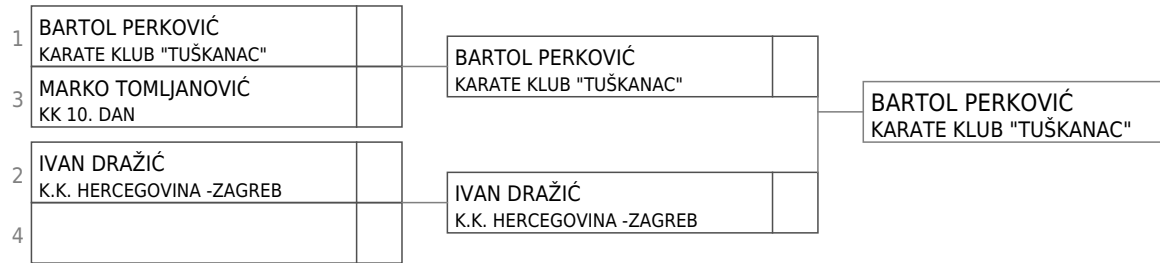 1
BARTOL PERKOVIĆ
KARATE KLUB "TUŠKANAC"
3
MARKO TOMLJANOVIĆ
KK 10. DAN
2
IVAN DRAŽIĆ
K.K. HERCEGOVINA -ZAGREB
4
BARTOL PERKOVIĆ
KARATE KLUB "TUŠKANAC"
IVAN DRAŽIĆ
K.K. HERCEGOVINA -ZAGREB
BARTOL PERKOVIĆ
KARATE KLUB "TUŠKANAC"